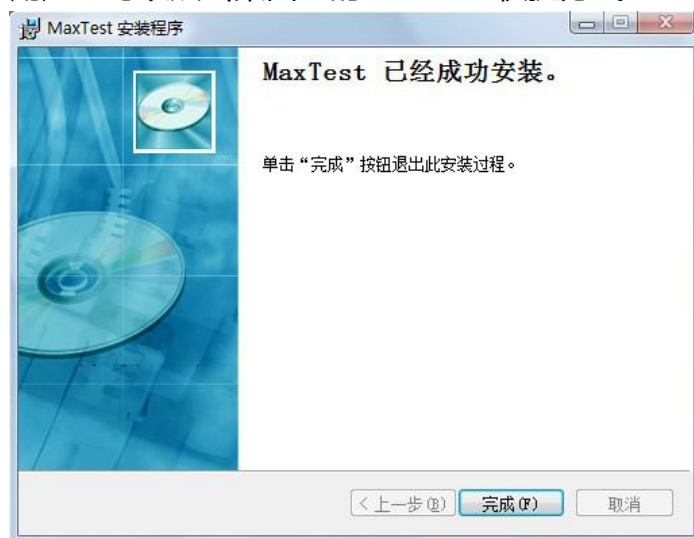 MaxTest 安装程序
MaxTest 已经成功安装。
单击“完成”按钮退出此安装过程。
<上一步(B)
完成(F)
取消